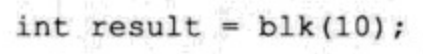 int result = blk(10);